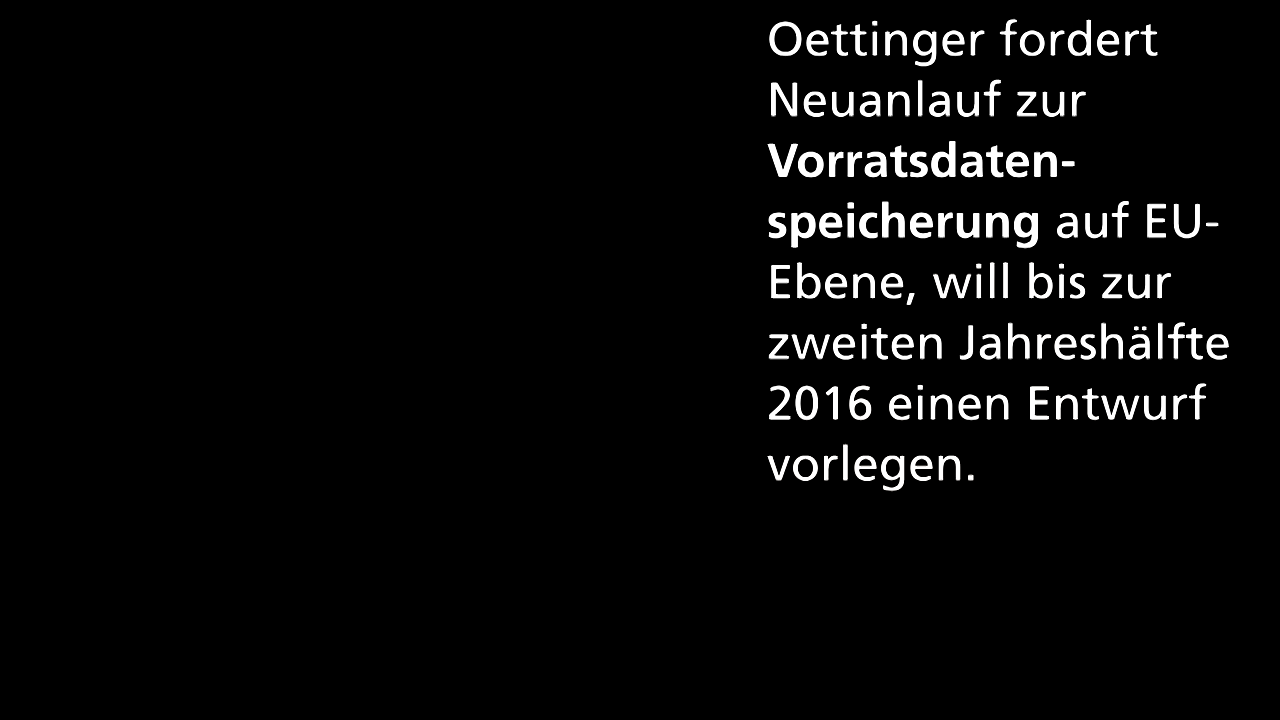 Oettinger fordert
Neuanlauf zur
Vorratsdaten-
speicherung auf EU-
Ebene, will bis zur
zweiten Jahreshälfte
2016 einen Entwurf
vorlegen.